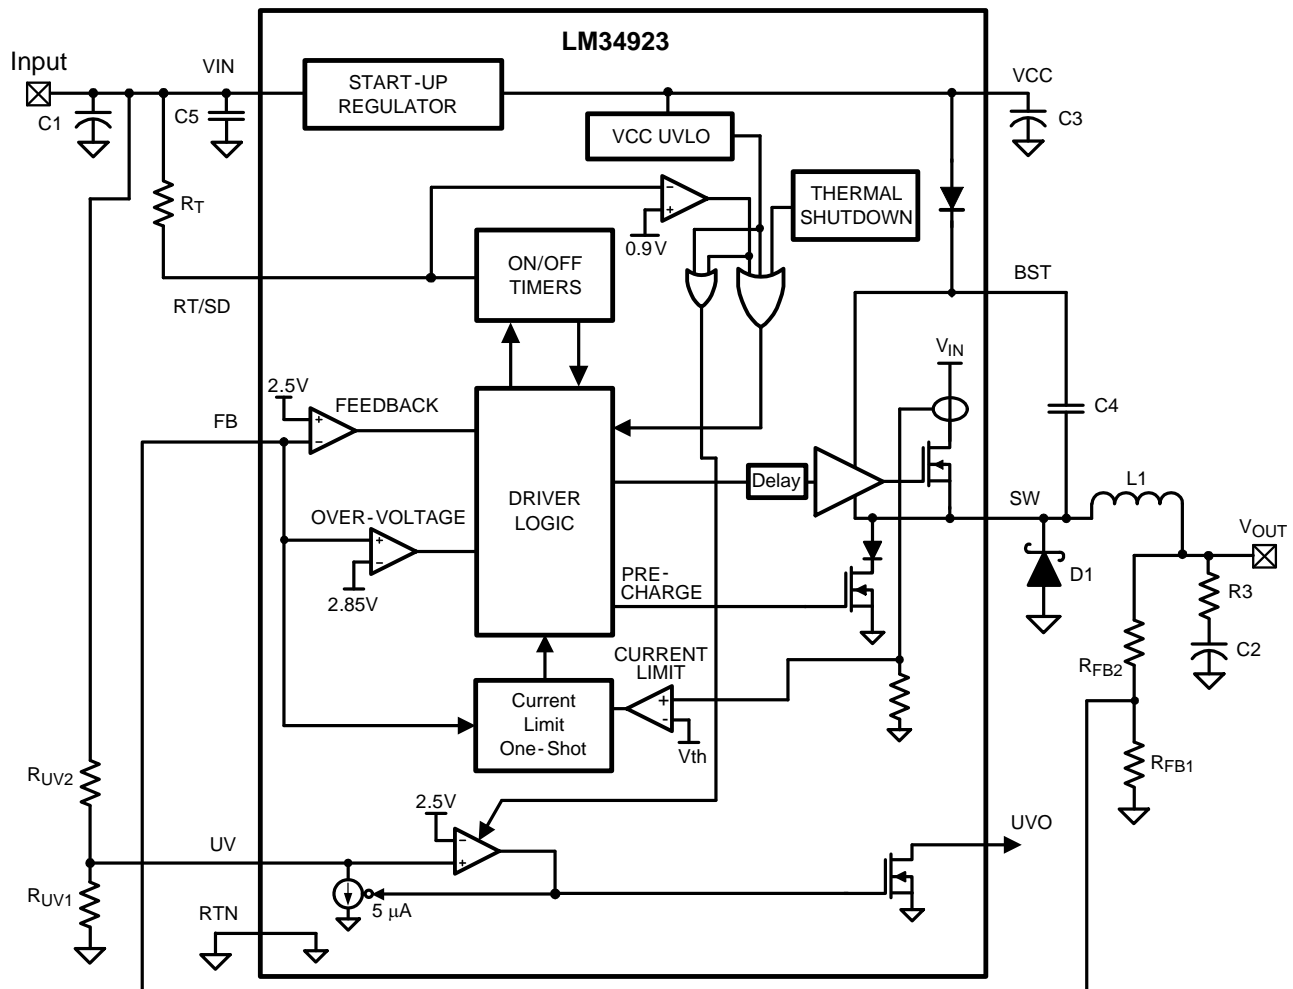 LM34923
Input
VIN
START-UP
REGULATOR
VCC
C1
C5
C3
VCC UVLO
RT
THERMAL
SHUTDOWN
-
+
0.9V
ON/OFF
TIMERS
BST
RT/SD
VIN
2.5V
FEEDBACK
C4
FB
+
-
Delay
L1
DRIVER
LOGIC
SW
OVER-VOLTAGE
VOUT
+
-
D1
PRE-
CHARGE
2.85V
R3
C2
CURRENT
LIMIT
RFB2
Current
Limit
One-Shot
+
-
Vth
RFB1
RUV2
2.5V
UVO
UV
-
+
RUV1
5 µA
RTN